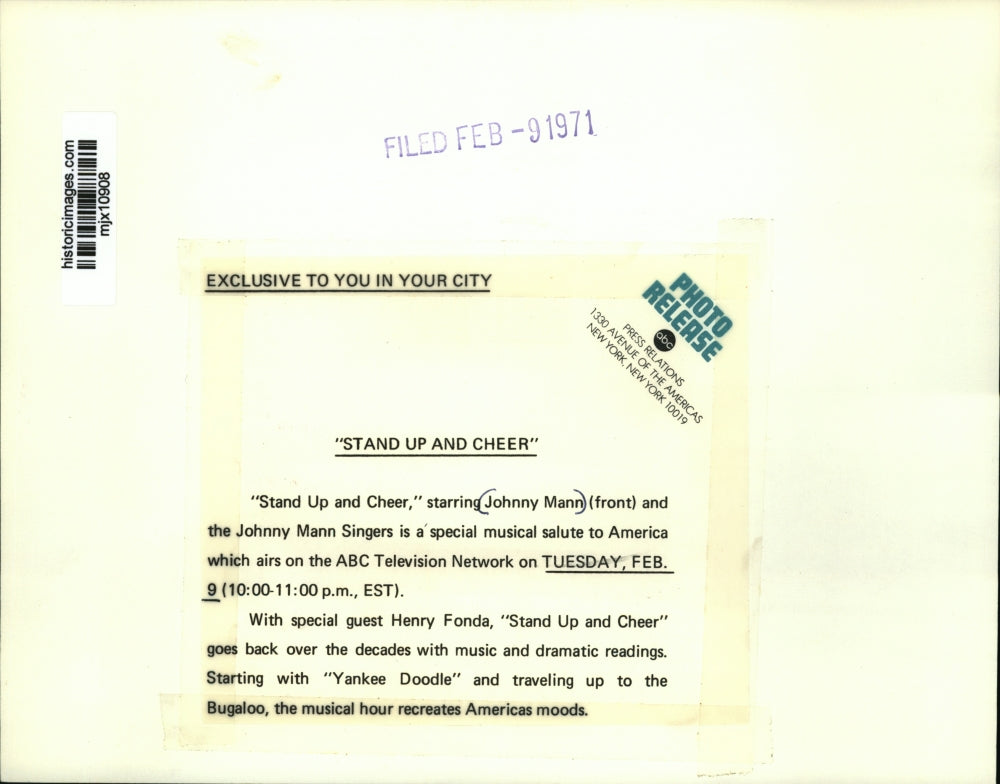 FILED FEB -9 1971
historicimages.com
mjx10908
EXCLUSIVE TO YOU IN YOUR CITY
PHOTO
RELEASE
abc
PRESS RELATIONS
1330 AVENUE OF THE AMERICAS
NEW YORK, NEW YORK 10019
"STAND UP AND CHEER"
"Stand Up and Cheer," starring (Johnny Mann) (front) and
the Johnny Mann Singers is a special musical salute to America
which airs on the ABC Television Network on TUESDAY, FEB.
9 (10:00-11:00 p.m., EST).
With special guest Henry Fonda, "Stand Up and Cheer"
goes back over the decades with music and dramatic readings.
Starting with "Yankee Doodle" and traveling up to the
Bugaloo, the musical hour recreates Americas moods.